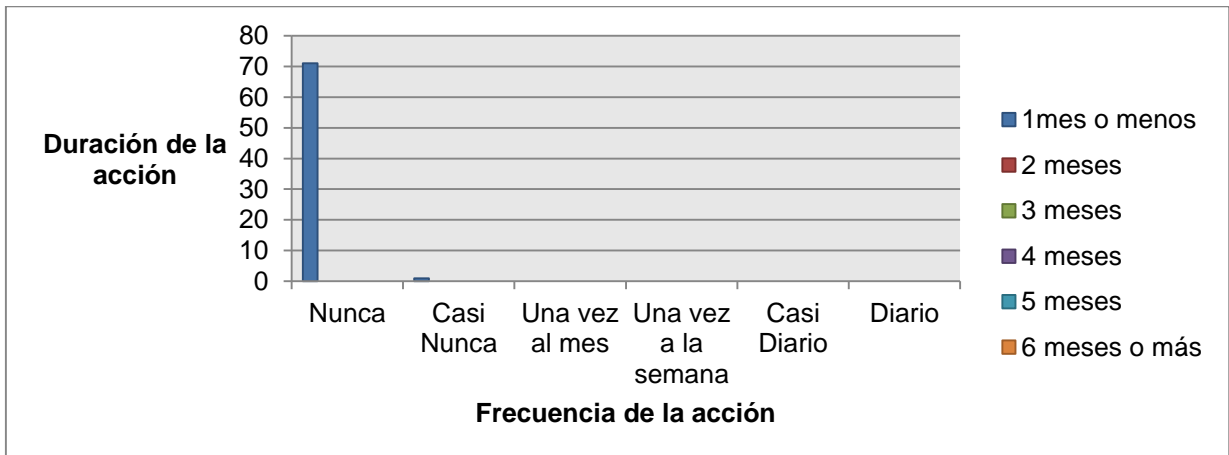 80
70
60
50
40
30
20
10
0
Duración de la
acción
Nunca
Casi
Nunca
Una vez
al mes
Una vez
a la
semana
Casi
Diario
Diario
Frecuencia de la acción
1mes o menos
2 meses
3 meses
4 meses
5 meses
6 meses o más